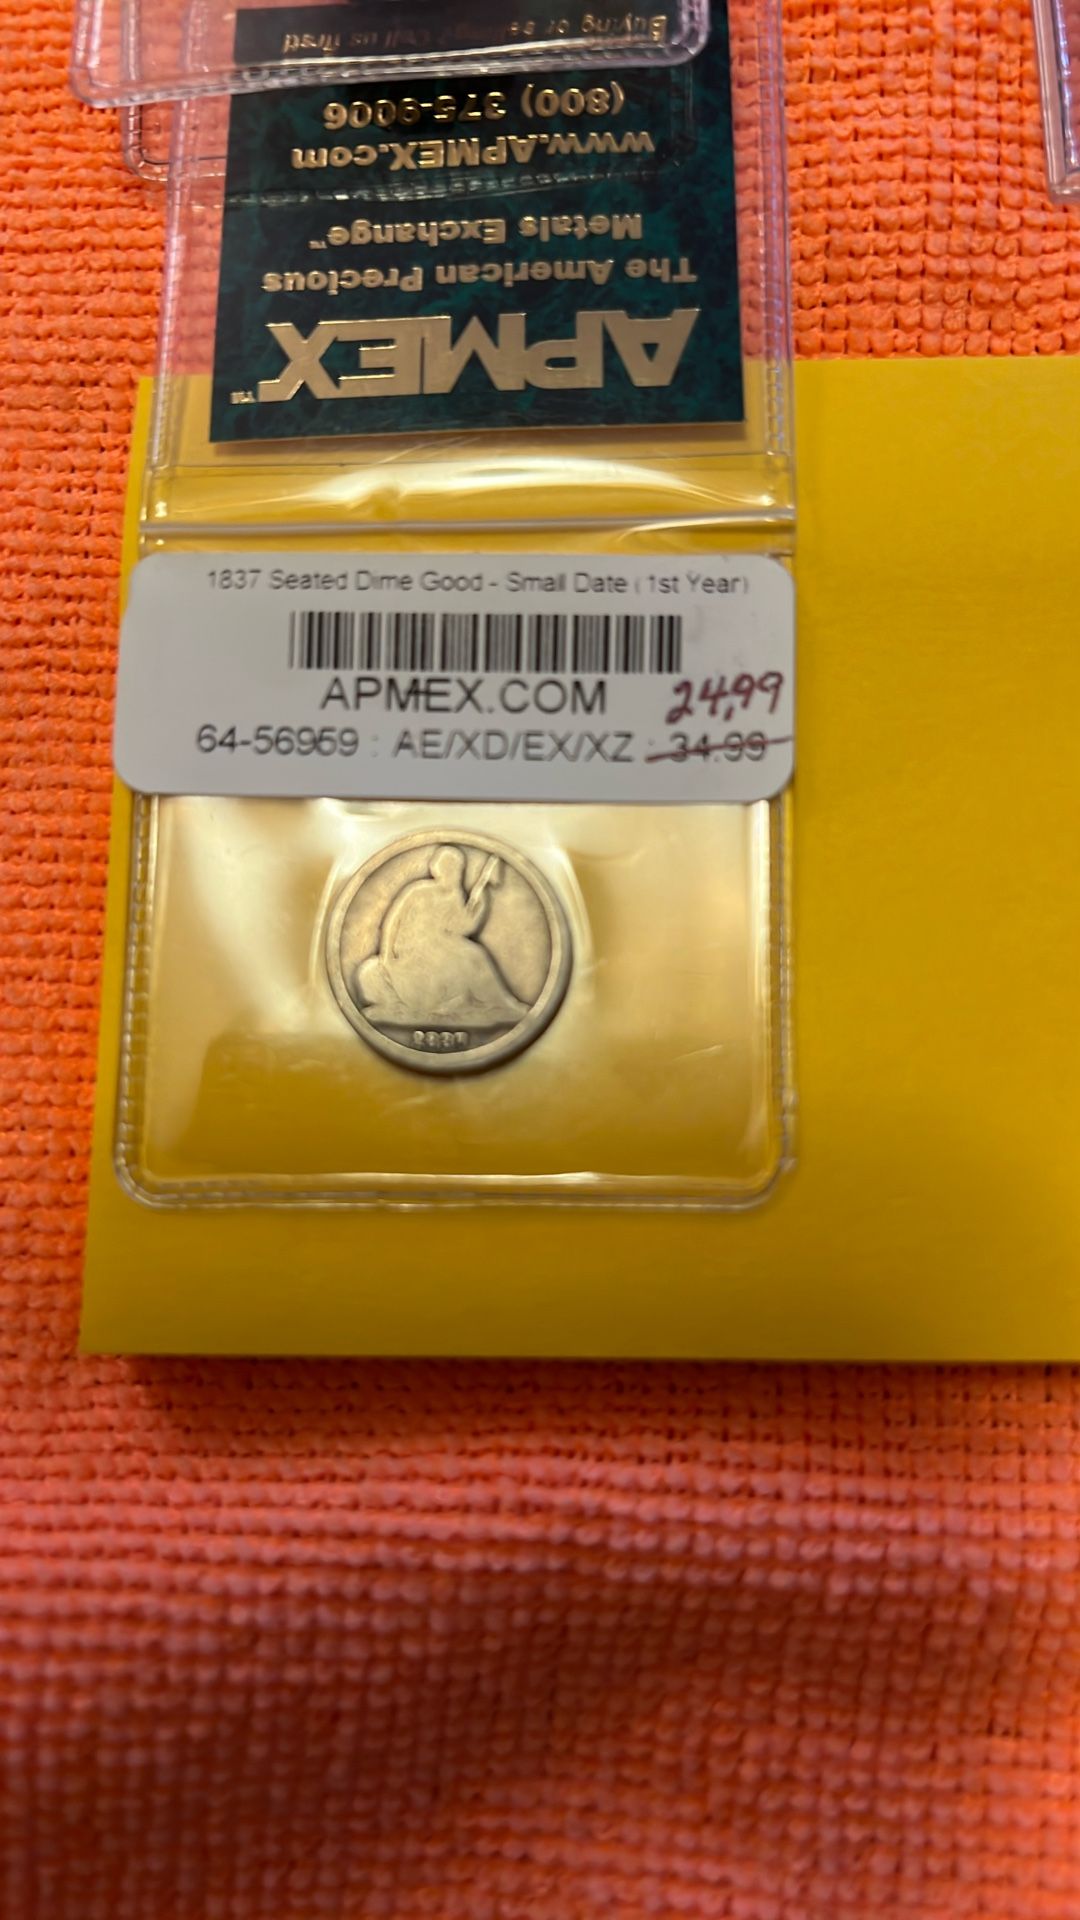 Buying or selling? Call us first!
(800) 375-9006
www.APMEX.com
Metals Exchange™
The American Precious
APMEX™
1837 Seated Dime Good - Small Date (1st Year)
APMEX.COM 24.99
64-56959 : AE/XD/EX/XZ : 34.99
1837